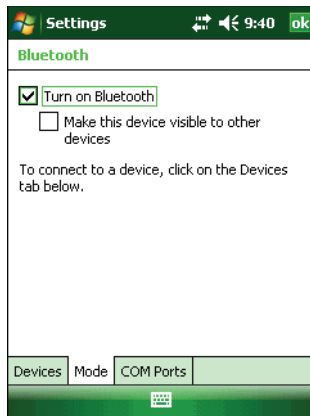 Settings 9:40 ok
Bluetooth
Turn on Bluetooth
Make this device visible to other
devices
To connect to a device, click on the Devices
tab below.
Devices Mode COM Ports